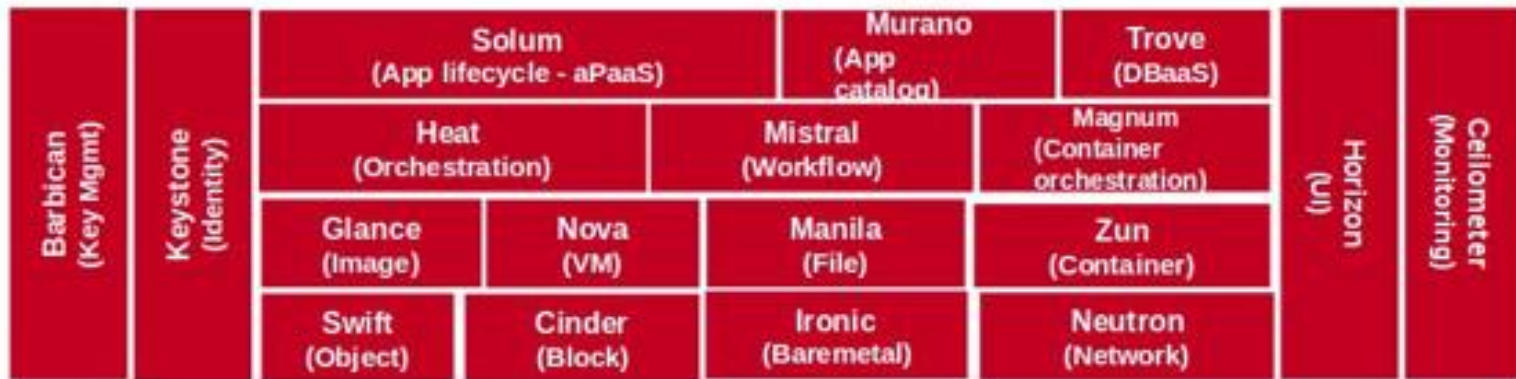 Barbican
(Key Mgmt)
Keystone
(Identity)
Solum
(App lifecycle - aPaaS)
Murano
(App
catalog)
Trove
(DBaaS)
Heat
(Orchestration)
Mistral
(Workflow)
Magnum
(Container
orchestration)
Glance
(Image)
Nova
(VM)
Manila
(File)
Zun
(Container)
Swift
(Object)
Cinder
(Block)
Ironic
(Baremetal)
Neutron
(Network)
Horizon
(UI)
Ceilometer
(Monitoring)